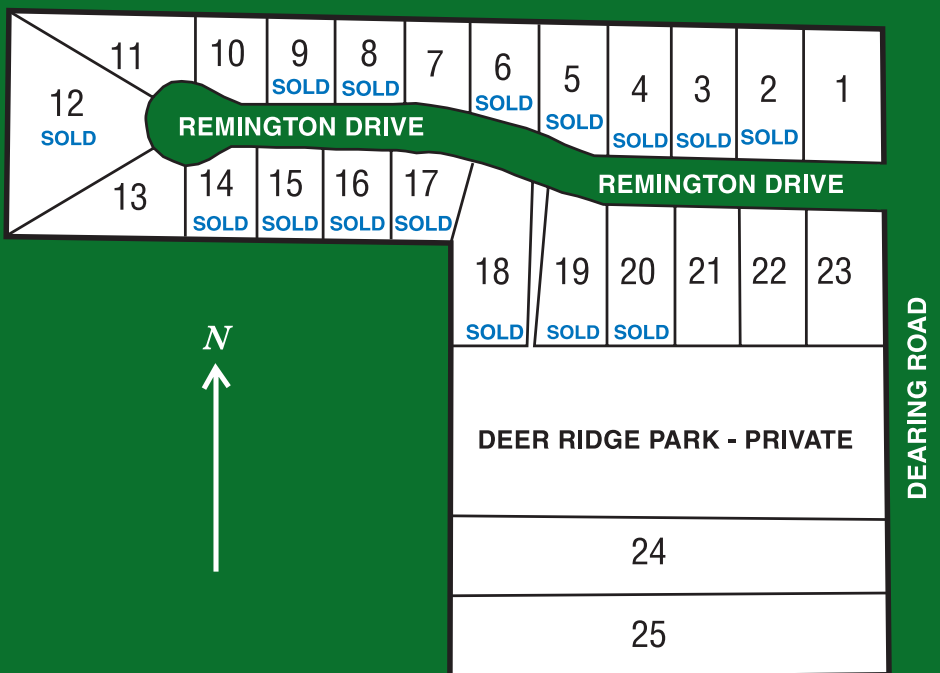 11
10
9
SOLD
8
SOLD
7
6
SOLD
5
SOLD
4
SOLD
3
SOLD
2
SOLD
1
12
SOLD
REMINGTON DRIVE
REMINGTON DRIVE
13
14
SOLD
15
SOLD
16
SOLD
17
SOLD
18
SOLD
19
SOLD
20
SOLD
21
22
23
N
DEARING ROAD
DEER RIDGE PARK - PRIVATE
24
25